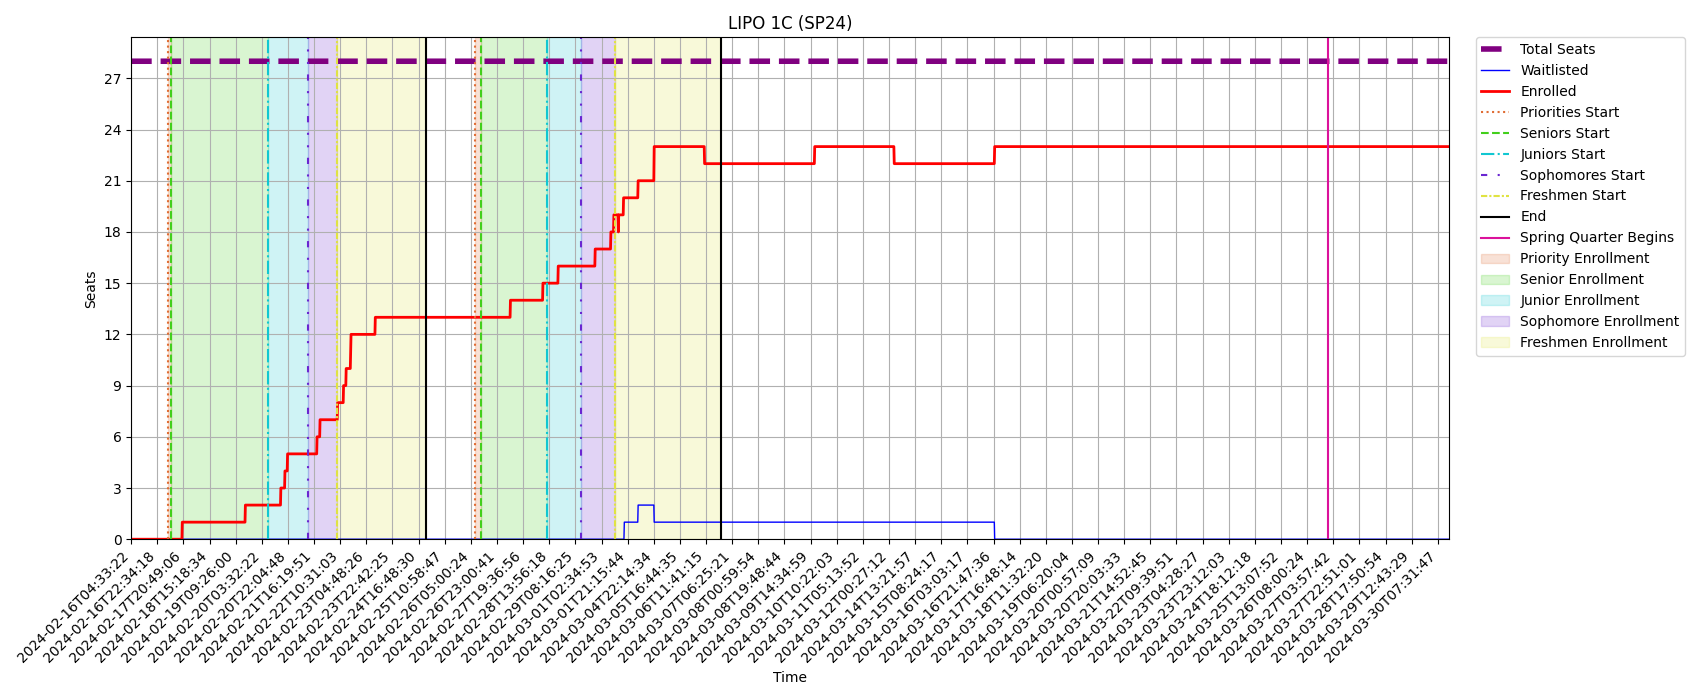 LIPO 1C (SP24)
Total Seats
Waitlisted
Enrolled
Priorities Start
Seniors Start
Juniors Start
Sophomores Start
Freshmen Start
End
Spring Quarter Begins
Priority Enrollment
Senior Enrollment
Junior Enrollment
Sophomore Enrollment
Freshmen Enrollment
Seats
27
24
21
18
15
12
9
6
3
0
2024-02-16T04:33:22
2024-02-16T22:34:18
2024-02-17T20:49:06
2024-02-18T15:18:34
2024-02-19T09:26:00
2024-02-20T03:32:22
2024-02-20T22:04:48
2024-02-21T16:19:51
2024-02-22T10:31:03
2024-02-23T04:48:26
2024-02-23T22:42:25
2024-02-24T16:48:30
2024-02-25T10:58:47
2024-02-26T05:00:24
2024-02-26T23:00:41
2024-02-27T19:36:56
2024-02-28T13:56:18
2024-02-29T08:16:25
2024-03-01T02:34:53
2024-03-01T21:15:44
2024-03-04T22:14:34
2024-03-05T16:44:35
2024-03-06T11:41:15
2024-03-07T06:25:21
2024-03-08T00:59:54
2024-03-08T19:48:44
2024-03-09T14:34:59
2024-03-10T10:22:03
2024-03-11T05:13:52
2024-03-12T00:27:12
2024-03-14T13:21:57
2024-03-15T08:24:17
2024-03-16T03:03:17
2024-03-16T21:47:36
2024-03-17T16:48:14
2024-03-18T11:32:20
2024-03-19T06:20:04
2024-03-20T00:57:09
2024-03-20T20:03:33
2024-03-21T14:52:45
2024-03-22T09:39:51
2024-03-23T04:28:27
2024-03-23T23:12:03
2024-03-24T18:12:18
2024-03-25T13:07:52
2024-03-26T08:00:24
2024-03-27T03:57:42
2024-03-27T22:51:01
2024-03-28T17:50:54
2024-03-29T12:43:29
2024-03-30T07:31:47
Time